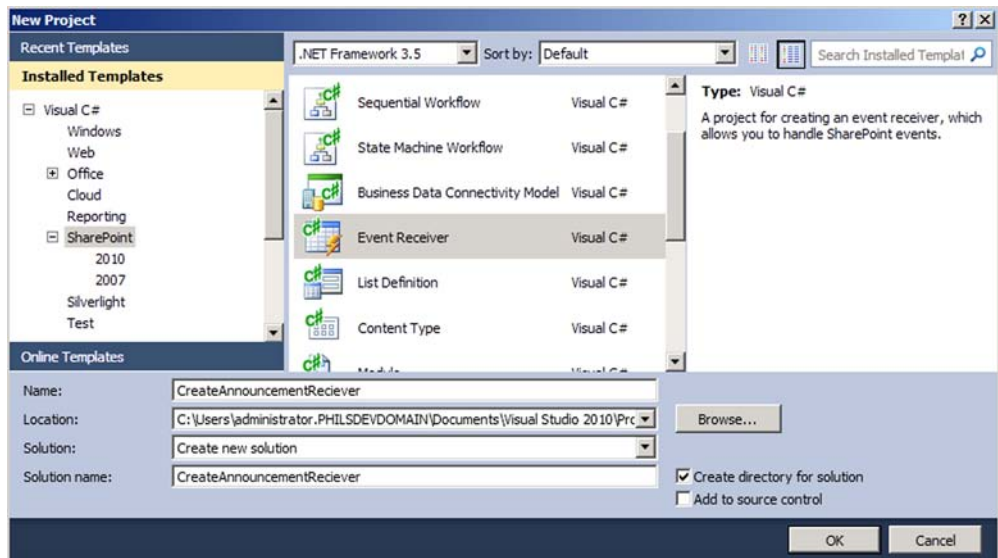 New Project
Recent Templates
Installed Templates
Visual C#
Windows
Web
Office
Cloud
Reporting
SharePoint
2010
2007
Silverlight
Test
Online Templates
.NET Framework 3.5 Sort by: Default Search Installed Templat
Sequential Workflow Visual C#
State Machine Workflow Visual C#
Business Data Connectivity Model Visual C#
Event Receiver Visual C#
List Definition Visual C#
Content Type Visual C#
Type: Visual C#
A project for creating an event receiver, which
allows you to handle SharePoint events.
Name: CreateAnnouncementReciever
Location: C:\Users\administrator.PHILSDEVDOMAIN\Documents\Visual Studio 2010\Prc Browse...
Solution: Create new solution
Solution name: CreateAnnouncementReciever
Create directory for solution
Add to source control
OK Cancel